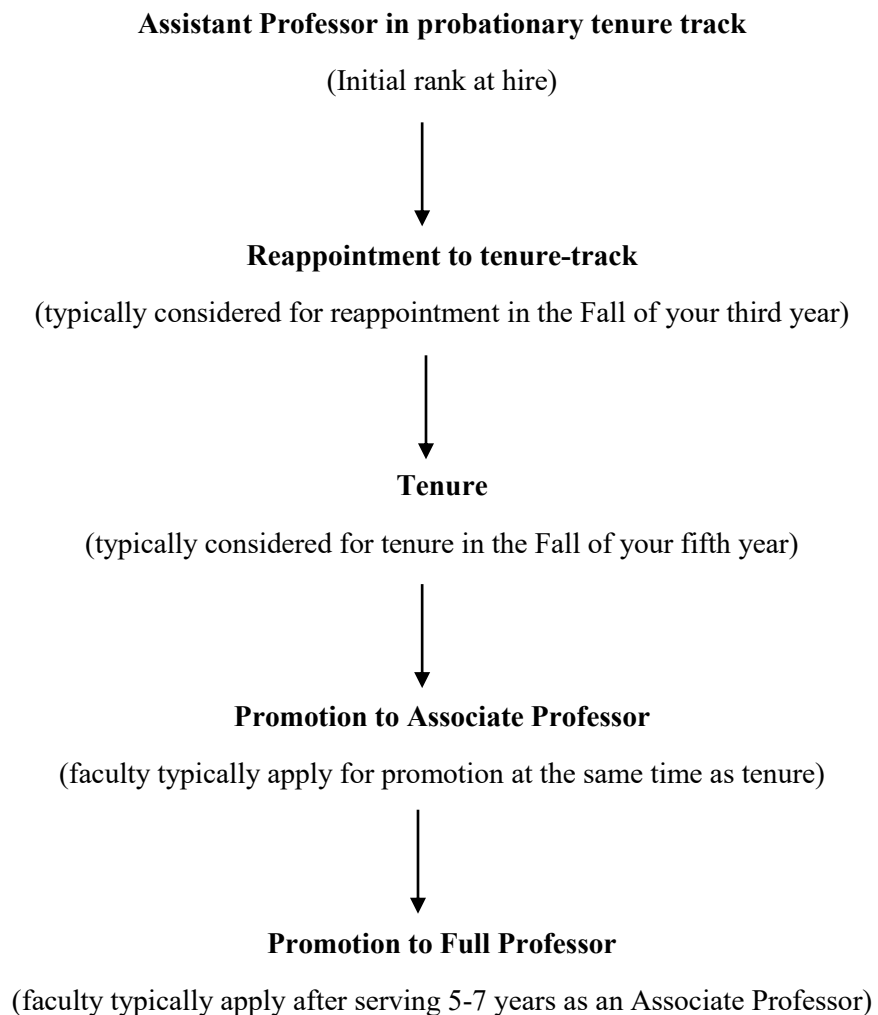 Assistant Professor in probationary tenure track
(Initial rank at hire)
Reappointment to tenure-track
(typically considered for reappointment in the Fall of your third year)
Tenure
(typically considered for tenure in the Fall of your fifth year)
Promotion to Associate Professor
(faculty typically apply for promotion at the same time as tenure)
Promotion to Full Professor
(faculty typically apply after serving 5-7 years as an Associate Professor)